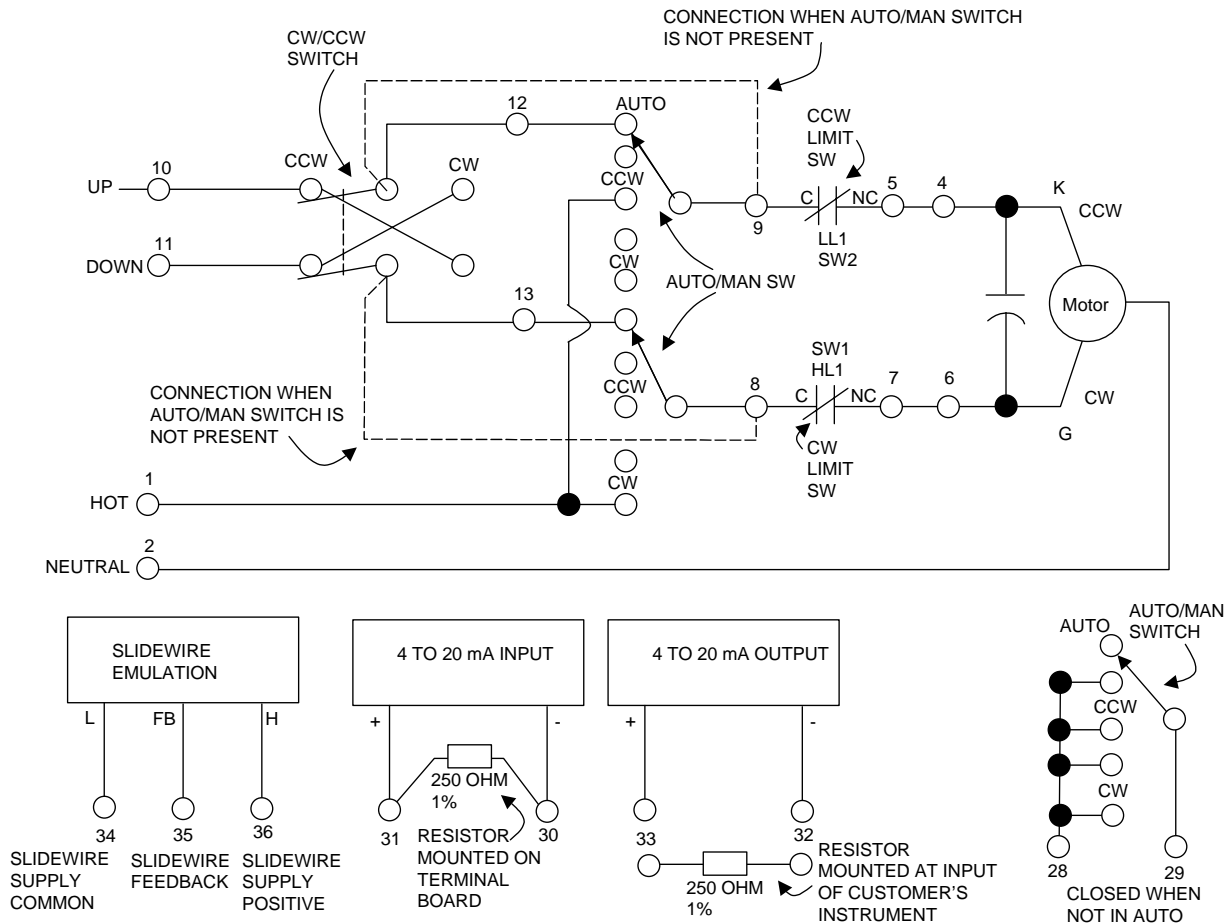 CONNECTION WHEN AUTO/MAN SWITCH
IS NOT PRESENT
CW/CCW
SWITCH
12
AUTO
CCW
LIMIT
SW
10
UP
CCW
CW
CCW
C
NC
5
4
K
CCW
9
LL1
SW2
11
DOWN
CW
AUTO/MAN SW
Motor
13
SW1
HL1
8
C
NC
7
6
CW
G
CCW
CONNECTION WHEN
AUTO/MAN SWITCH IS
NOT PRESENT
CW
LIMIT
SW
CW
1
HOT
2
NEUTRAL
SLIDEWIRE
EMULATION
L
FB
H
34
35
36
SLIDEWIRE
SUPPLY
COMMON
SLIDEWIRE
FEEDBACK
SLIDEWIRE
SUPPLY
POSITIVE
4 TO 20 mA INPUT
+
-
250 OHM
1%
31
30
RESISTOR
MOUNTED ON
TERMINAL
BOARD
4 TO 20 mA OUTPUT
+
-
33
32
250 OHM
1%
RESISTOR
MOUNTED AT INPUT
OF CUSTOMER'S
INSTRUMENT
AUTO
AUTO/MAN
SWITCH
CCW
CW
28
29
CLOSED WHEN
NOT IN AUTO